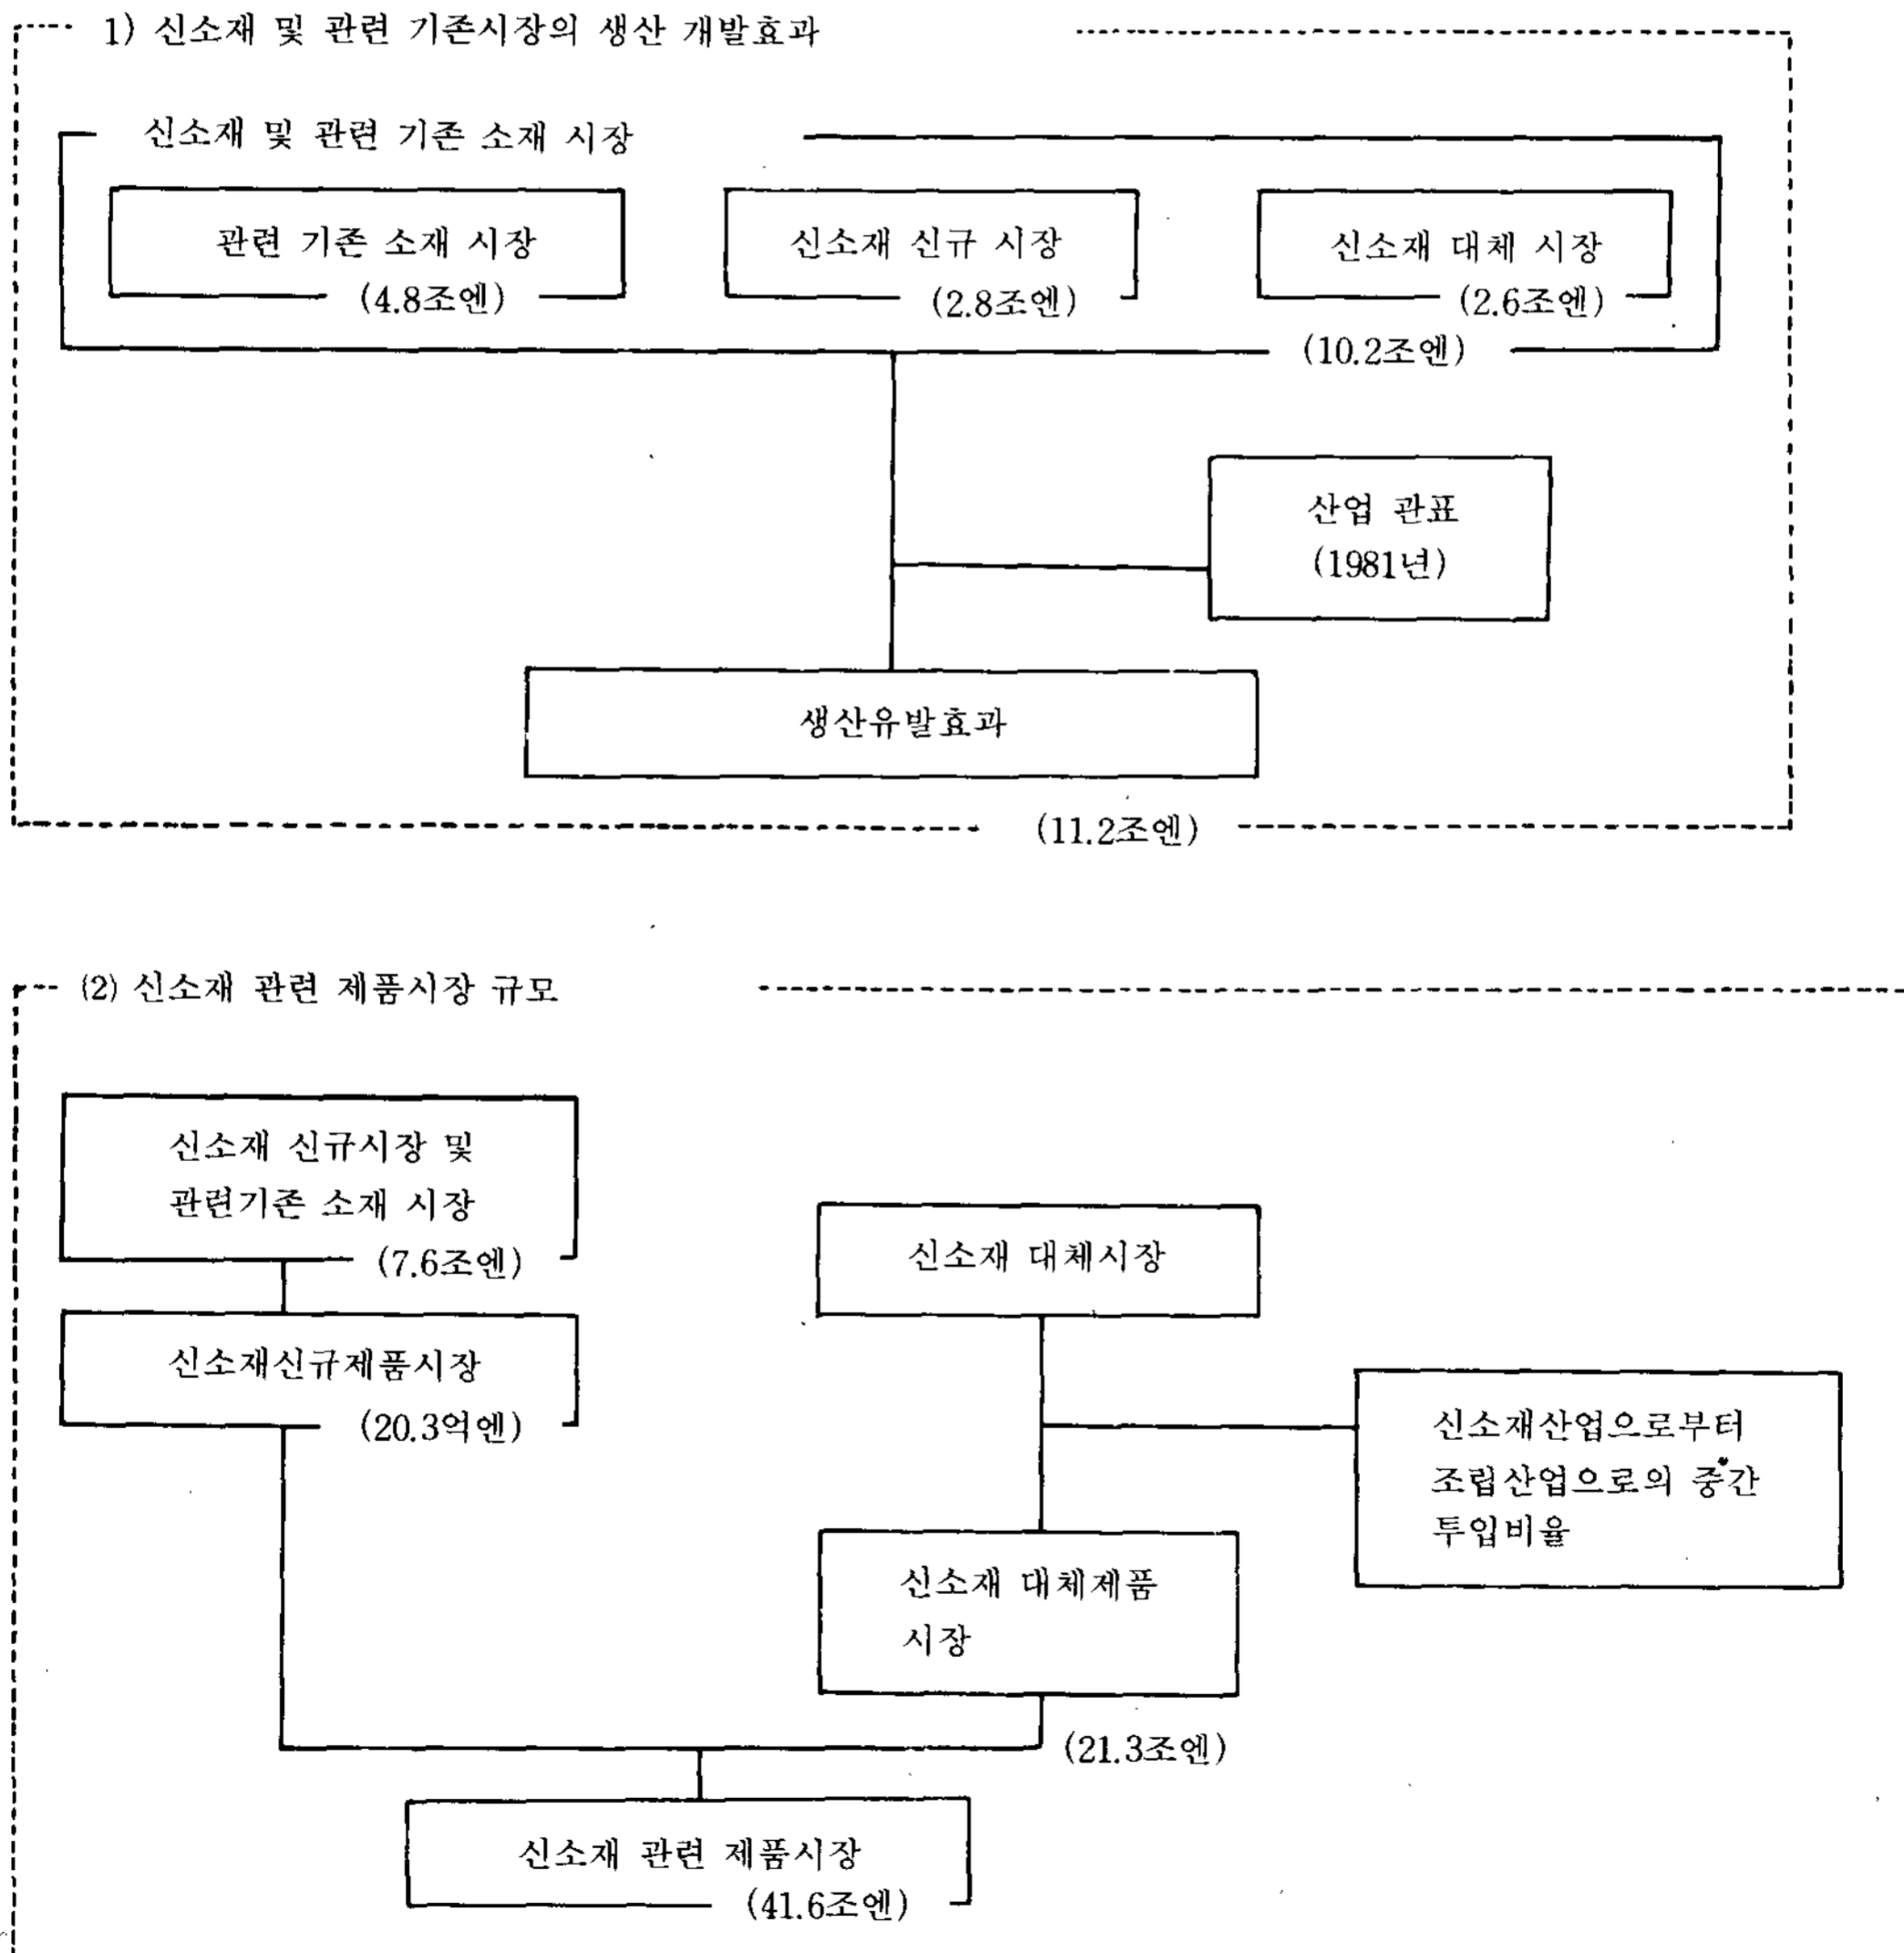 1) 신소재 및 관련 기존시장의 생산 개발효과
신소재 및 관련 기존 소재 시장
관련 기존 소재 시장
(4.8조엔)
신소재 신규 시장
(2.8조엔)
신소재 대체 시장
(2.6조엔)
(10.2조엔)
산업 관표
(1981년)
생산유발효과
(11.2조엔)
(2) 신소재 관련 제품시장 규모
신소재 신규시장 및
관련기존 소재 시장
(7.6조엔)
신소재신규제품시장
(20.3억엔)
신소재 대체시장
신소재산업으로부터
조립산업으로의 중간
투입비율
신소재 대체제품
시장
(21.3조엔)
신소재 관련 제품시장
(41.6조엔)